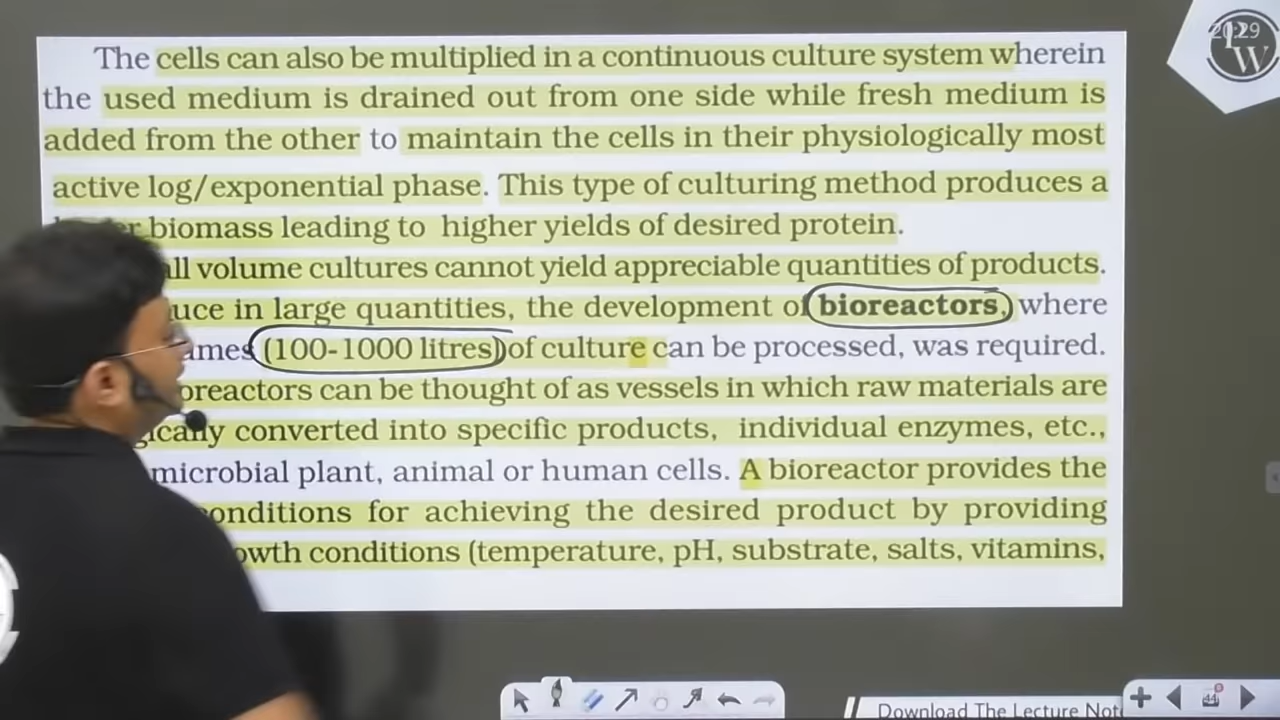 The cells can also be multiplied in a continuous culture system wherein
the used medium is drained out from one side while fresh medium is
added from the other to maintain the cells in their physiologically most
active log/exponential phase. This type of culturing method produces a
biomass leading to higher yields of desired protein.
volume cultures cannot yield appreciable quantities of products.
in large quantities, the development of bioreactors, where
(100-1000 litres) of culture can be processed, was required.
can be thought of as vessels in which raw materials are
converted into specific products, individual enzymes, etc.,
microbial plant, animal or human cells. A bioreactor provides the
conditions for achieving the desired product by providing
conditions (temperature, pH, substrate, salts, vitamins,
20:29
W
44
Download The Lecture